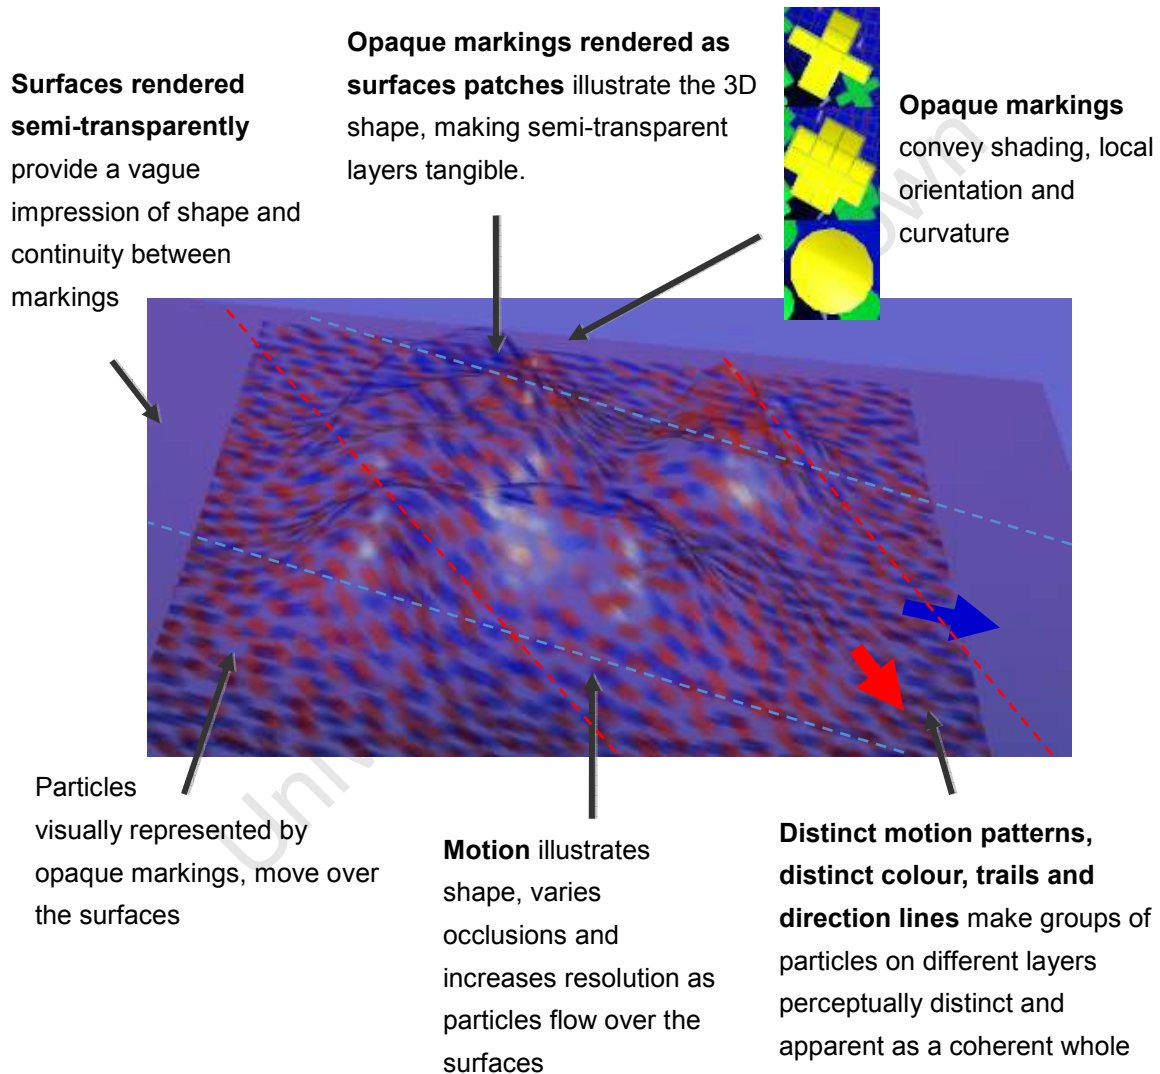 Surfaces rendered
semi-transparently
provide a vague
impression of shape and
continuity between
markings
Opaque markings rendered as
surfaces patches illustrate the 3D
shape, making semi-transparent
layers tangible.
Opaque markings
convey shading, local
orientation and
curvature
Particles
visually represented by
opaque markings, move over
the surfaces
Motion illustrates
shape, varies
occlusions and
increases resolution as
particles flow over the
surfaces
Distinct motion patterns,
distinct colour, trails and
direction lines make groups of
particles on different layers
perceptually distinct and
apparent as a coherent whole